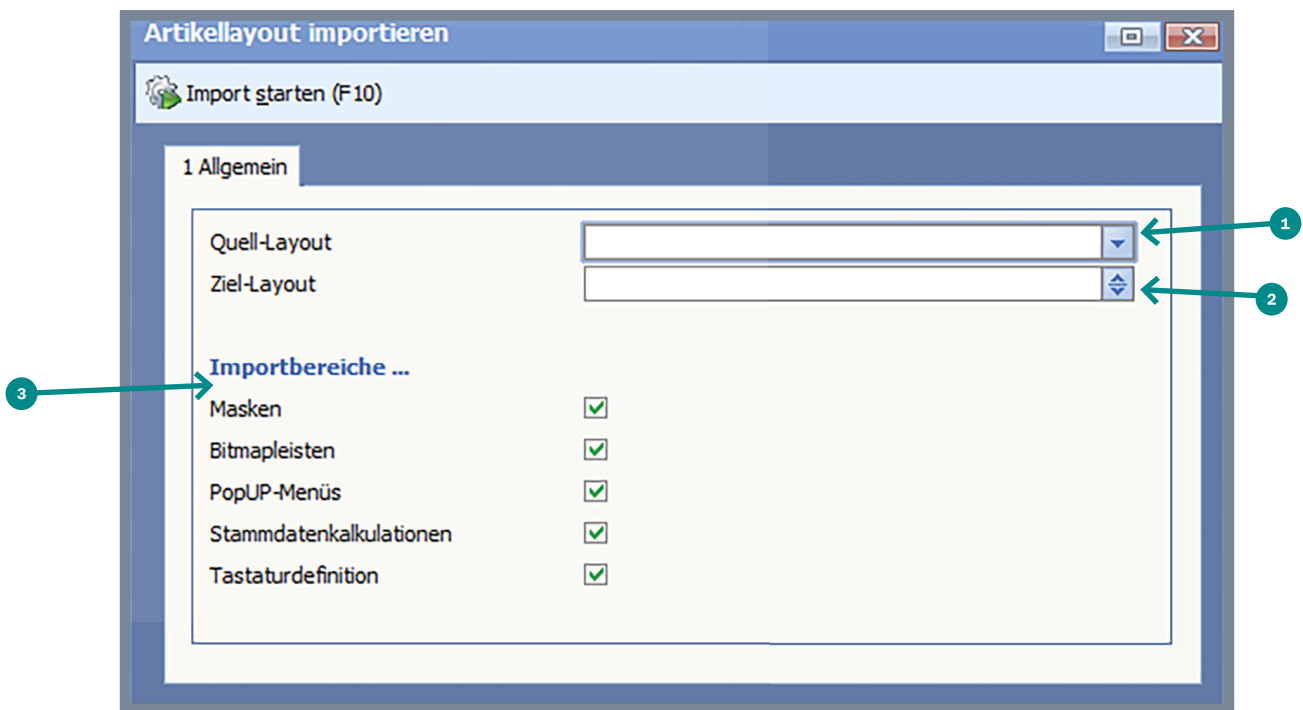 Artikellayout importieren
Import starten (F10)
1 Allgemein
Quell-Layout
1
Ziel-Layout
2
Importbereiche ...
3
Masken
Bitmapleisten
PopUP-Menüs
Stammdatenkalkulationen
Tastaturdefinition